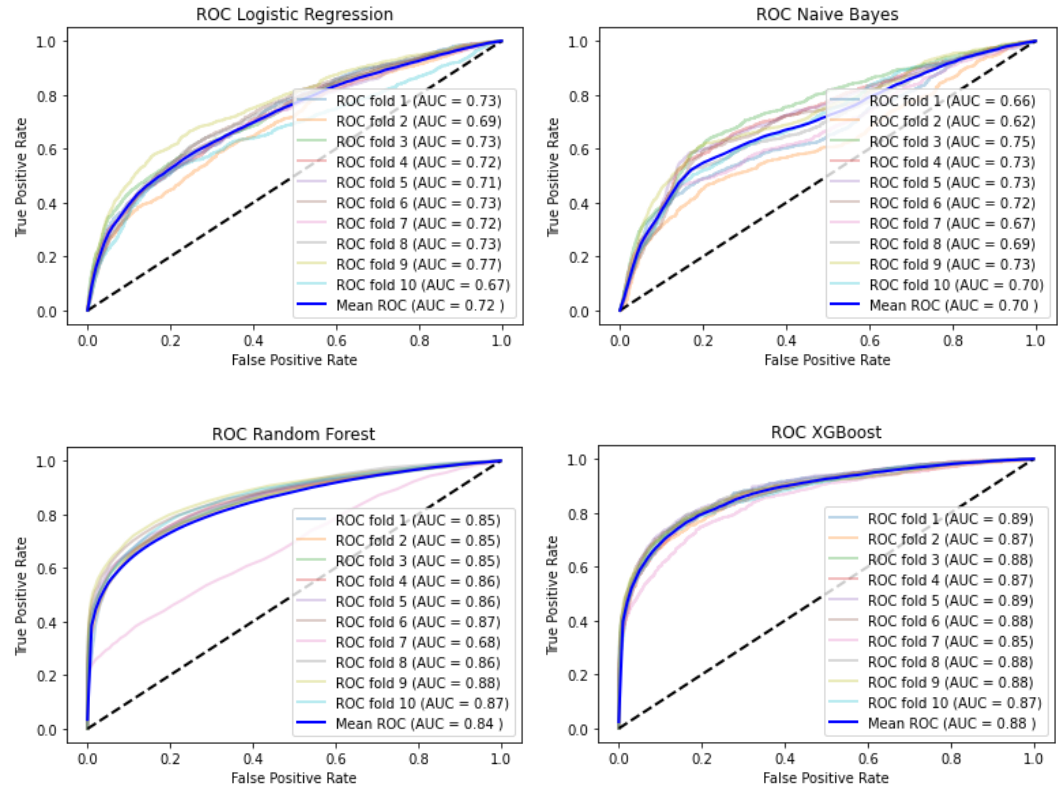 ROC Logistic Regression
True Positive Rate
1.0
0.8
0.6
0.4
0.2
0.0
ROC fold 1 (AUC = 0.73)
ROC fold 2 (AUC = 0.69)
ROC fold 3 (AUC = 0.73)
ROC fold 4 (AUC = 0.72)
ROC fold 5 (AUC = 0.71)
ROC fold 6 (AUC = 0.73)
ROC fold 7 (AUC = 0.72)
ROC fold 8 (AUC = 0.73)
ROC fold 9 (AUC = 0.77)
ROC fold 10 (AUC = 0.67)
Mean ROC (AUC = 0.72 )
0.0 0.2 0.4 0.6 0.8 1.0
False Positive Rate
ROC Naive Bayes
True Positive Rate
1.0
0.8
0.6
0.4
0.2
0.0
ROC fold 1 (AUC = 0.66)
ROC fold 2 (AUC = 0.62)
ROC fold 3 (AUC = 0.75)
ROC fold 4 (AUC = 0.73)
ROC fold 5 (AUC = 0.73)
ROC fold 6 (AUC = 0.72)
ROC fold 7 (AUC = 0.67)
ROC fold 8 (AUC = 0.69)
ROC fold 9 (AUC = 0.73)
ROC fold 10 (AUC = 0.70)
Mean ROC (AUC = 0.70 )
0.0 0.2 0.4 0.6 0.8 1.0
False Positive Rate
ROC Random Forest
True Positive Rate
1.0
0.8
0.6
0.4
0.2
0.0
ROC fold 1 (AUC = 0.85)
ROC fold 2 (AUC = 0.85)
ROC fold 3 (AUC = 0.85)
ROC fold 4 (AUC = 0.86)
ROC fold 5 (AUC = 0.86)
ROC fold 6 (AUC = 0.87)
ROC fold 7 (AUC = 0.68)
ROC fold 8 (AUC = 0.86)
ROC fold 9 (AUC = 0.88)
ROC fold 10 (AUC = 0.87)
Mean ROC (AUC = 0.84 )
0.0 0.2 0.4 0.6 0.8 1.0
False Positive Rate
ROC XGBoost
True Positive Rate
1.0
0.8
0.6
0.4
0.2
0.0
ROC fold 1 (AUC = 0.89)
ROC fold 2 (AUC = 0.87)
ROC fold 3 (AUC = 0.88)
ROC fold 4 (AUC = 0.87)
ROC fold 5 (AUC = 0.89)
ROC fold 6 (AUC = 0.88)
ROC fold 7 (AUC = 0.85)
ROC fold 8 (AUC = 0.88)
ROC fold 9 (AUC = 0.88)
ROC fold 10 (AUC = 0.87)
Mean ROC (AUC = 0.88 )
0.0 0.2 0.4 0.6 0.8 1.0
False Positive Rate